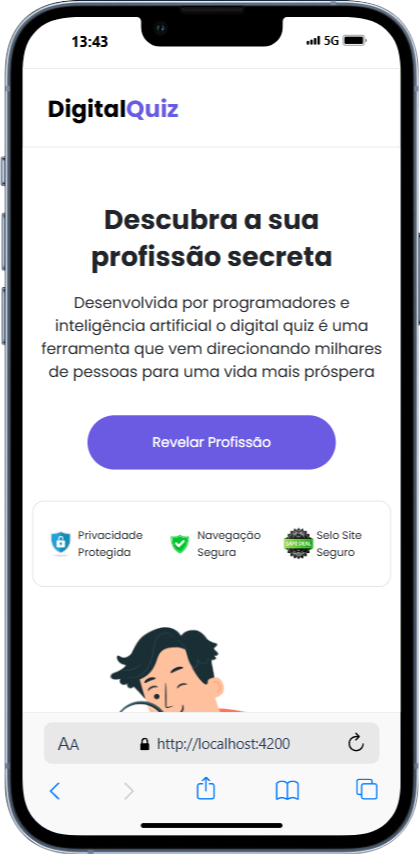 13:43
5G
DigitalQuiz
Descubra a sua
profissão secreta
Desenvolvida por programadores e
inteligência artificial o digital quiz é uma
ferramenta que vem direcionando milhares
de pessoas para uma vida mais próspera
Revelar Profissão
Privacidade
Protegida
Navegação
Segura
SAFE DEAL
Selo Site
Seguro
AA
http://localhost:4200